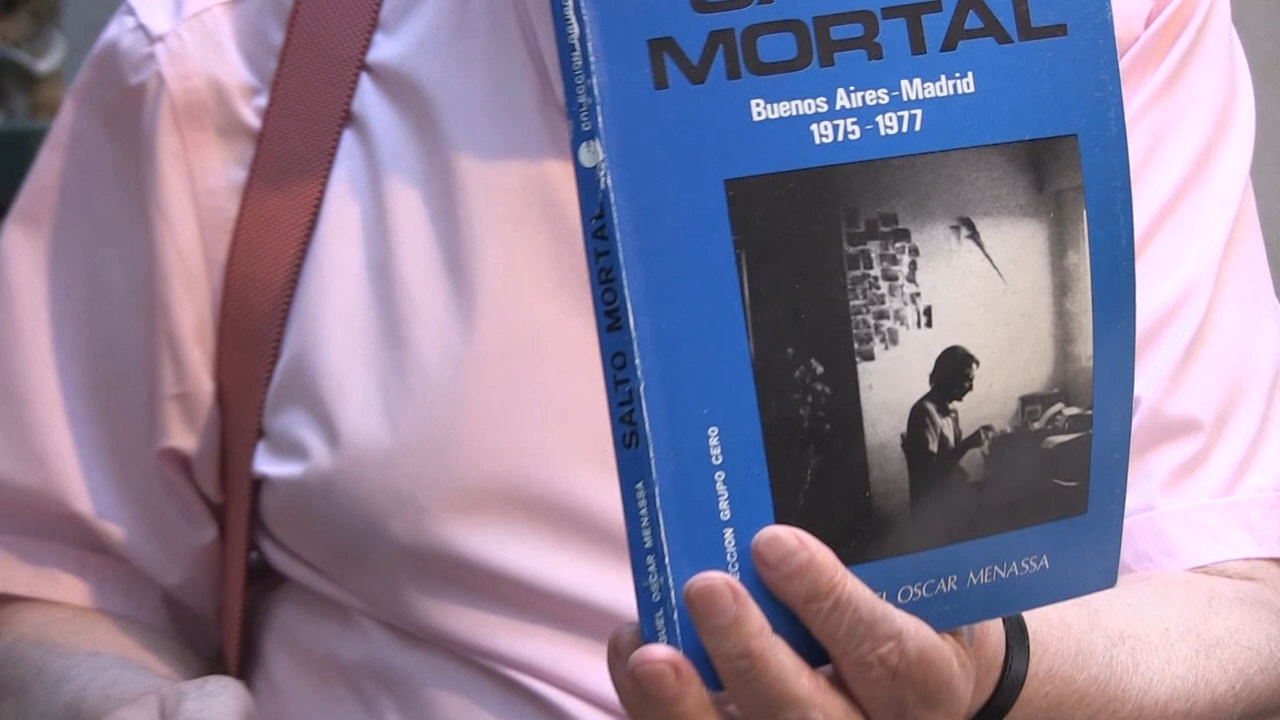 MORTAL
Buenos Aires-Madrid
1975-1977
OSCAR MENASSA
GRUPO CERO
SALTO MORTAL
OSCAR MENASSA